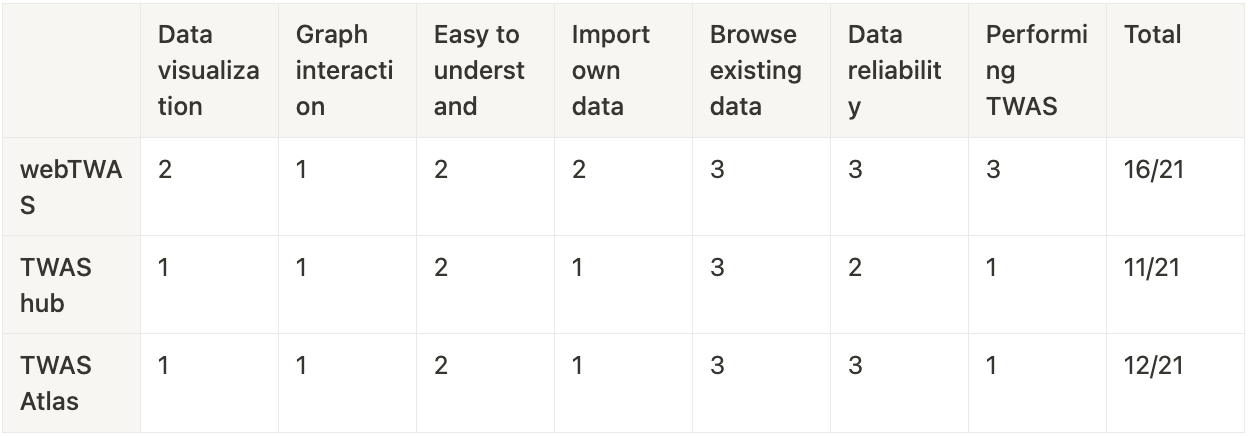 Data visualization Graph interaction Easy to understand Import own data Browse existing data Data reliability Performing TWAS Total
webTWAS 2 1 2 2 3 3 3 16/21
TWAS hub 1 1 2 1 3 2 1 11/21
TWAS Atlas 1 1 2 1 3 3 1 12/21